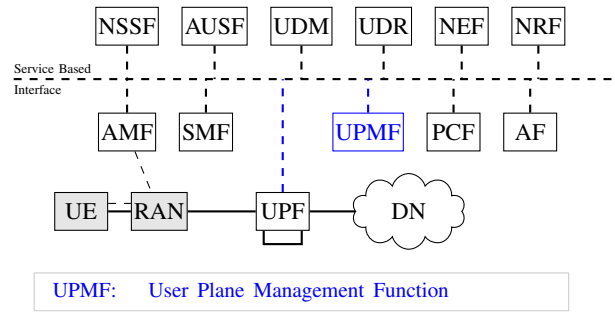 NSSF AUSF UDM UDR NEF NRF
Service Based
Interface
AMF SMF UPMF PCF AF
UE RAN UPF DN
UPMF: User Plane Management Function